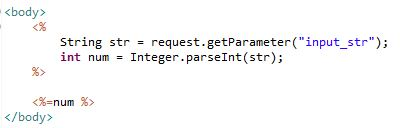 <body>
<%
String str = request.getParameter("input_str");
int num = Integer.parseInt(str);
%>
<%=num %>
</body>